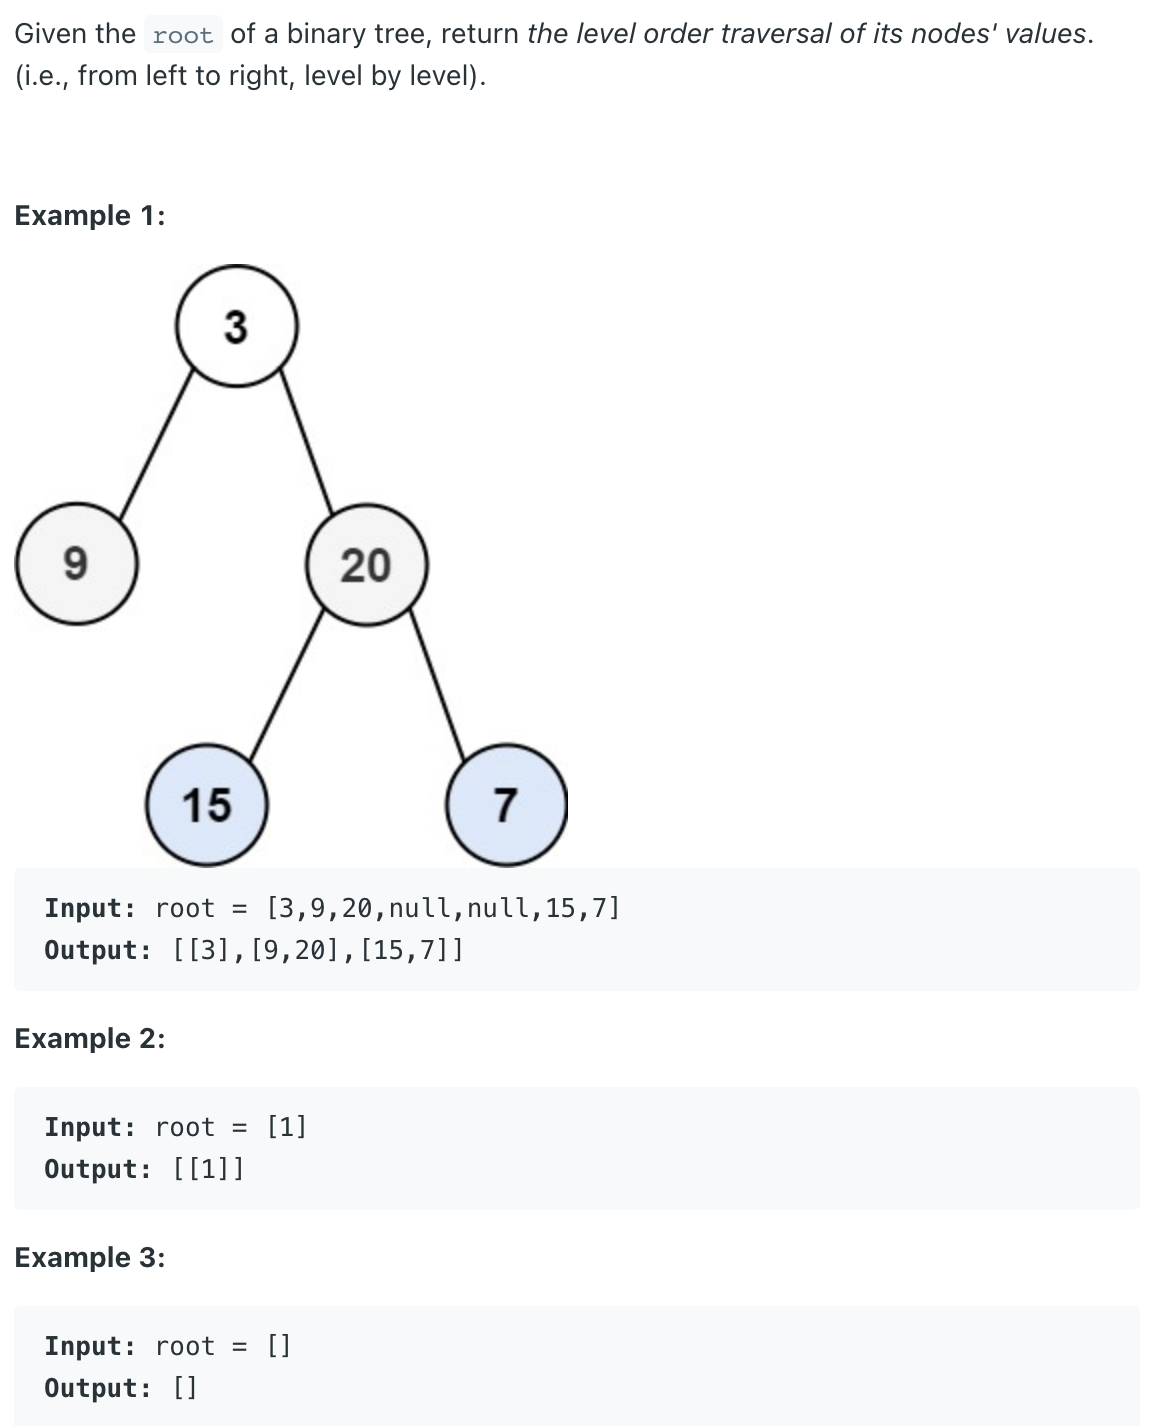 Given the root of a binary tree, return the level order traversal of its nodes' values.
(i.e., from left to right, level by level).
Example 1:
3
9
20
15
7
Input: root = [3,9,20,null,null,15,7]
Output: [[3],[9,20],[15,7]]
Example 2:
Input: root = [1]
Output: [[1]]
Example 3:
Input: root = []
Output: []